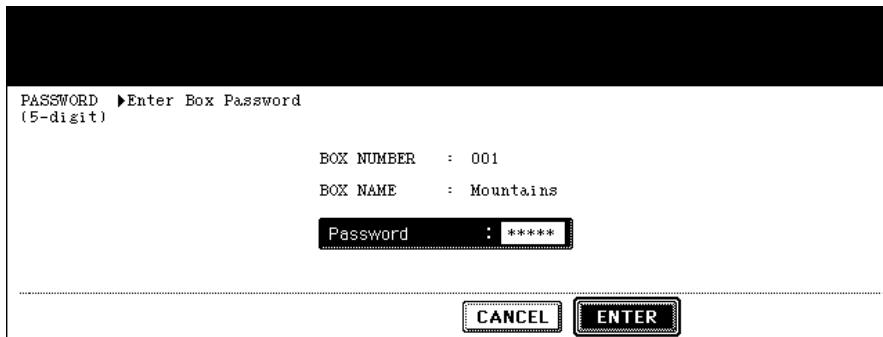 PASSWORD ▶Enter Box Password
(5-digit)
BOX NUMBER : 001
BOX NAME : Mountains
Password : *****
CANCEL ENTER